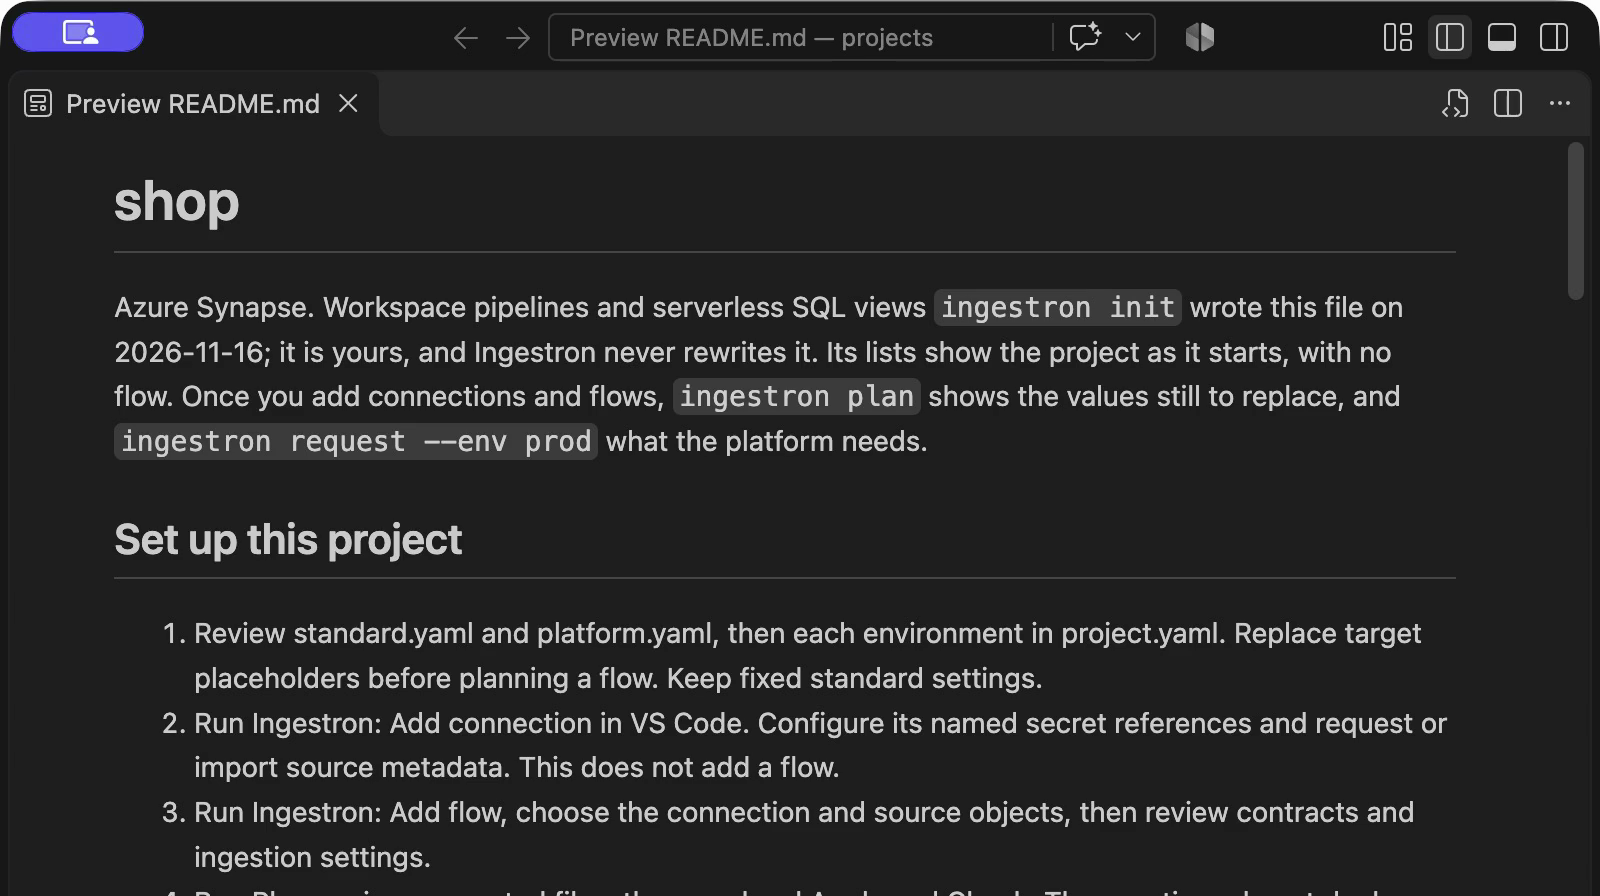 Preview README.md — projects
Preview README.md
shop
Azure Synapse. Workspace pipelines and serverless SQL views ingestron init wrote this file on
2026-11-16; it is yours, and Ingestron never rewrites it. Its lists show the project as it starts, with no
flow. Once you add connections and flows, ingestron plan shows the values still to replace, and
ingestron request --env prod what the platform needs.
Set up this project
1. Review standard.yaml and platform.yaml, then each environment in project.yaml. Replace target
placeholders before planning a flow. Keep fixed standard settings.
2. Run Ingestron: Add connection in VS Code. Configure its named secret references and request or
import source metadata. This does not add a flow.
3. Run Ingestron: Add flow, choose the connection and source objects, then review contracts and
ingestion settings.